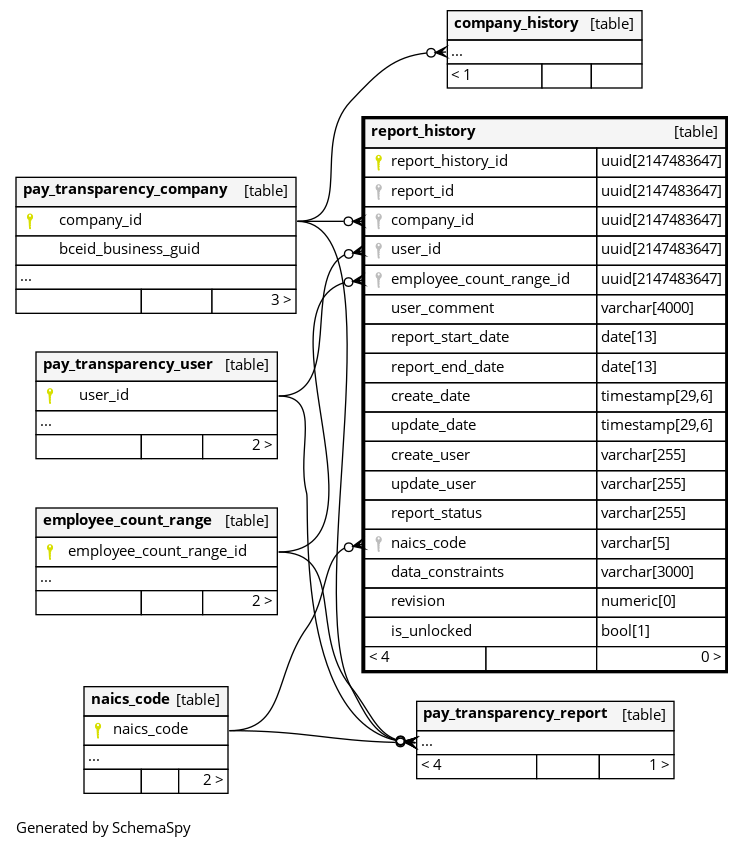 company_history [table]
...
< 1
report_history [table]
report_history_id uuid[2147483647]
report_id uuid[2147483647]
company_id uuid[2147483647]
user_id uuid[2147483647]
employee_count_range_id uuid[2147483647]
user_comment varchar[4000]
report_start_date date[13]
report_end_date date[13]
create_date timestamp[29,6]
update_date timestamp[29,6]
create_user varchar[255]
update_user varchar[255]
report_status varchar[255]
naics_code varchar[5]
data_constraints varchar[3000]
revision numeric[0]
is_unlocked bool[1]
< 4 0 >
pay_transparency_company [table]
company_id
bceid_business_guid
...
3 >
pay_transparency_user [table]
user_id
...
2 >
employee_count_range [table]
employee_count_range_id
...
2 >
naics_code [table]
naics_code
...
2 >
pay_transparency_report [table]
...
< 4 1 >
Generated by SchemaSpy